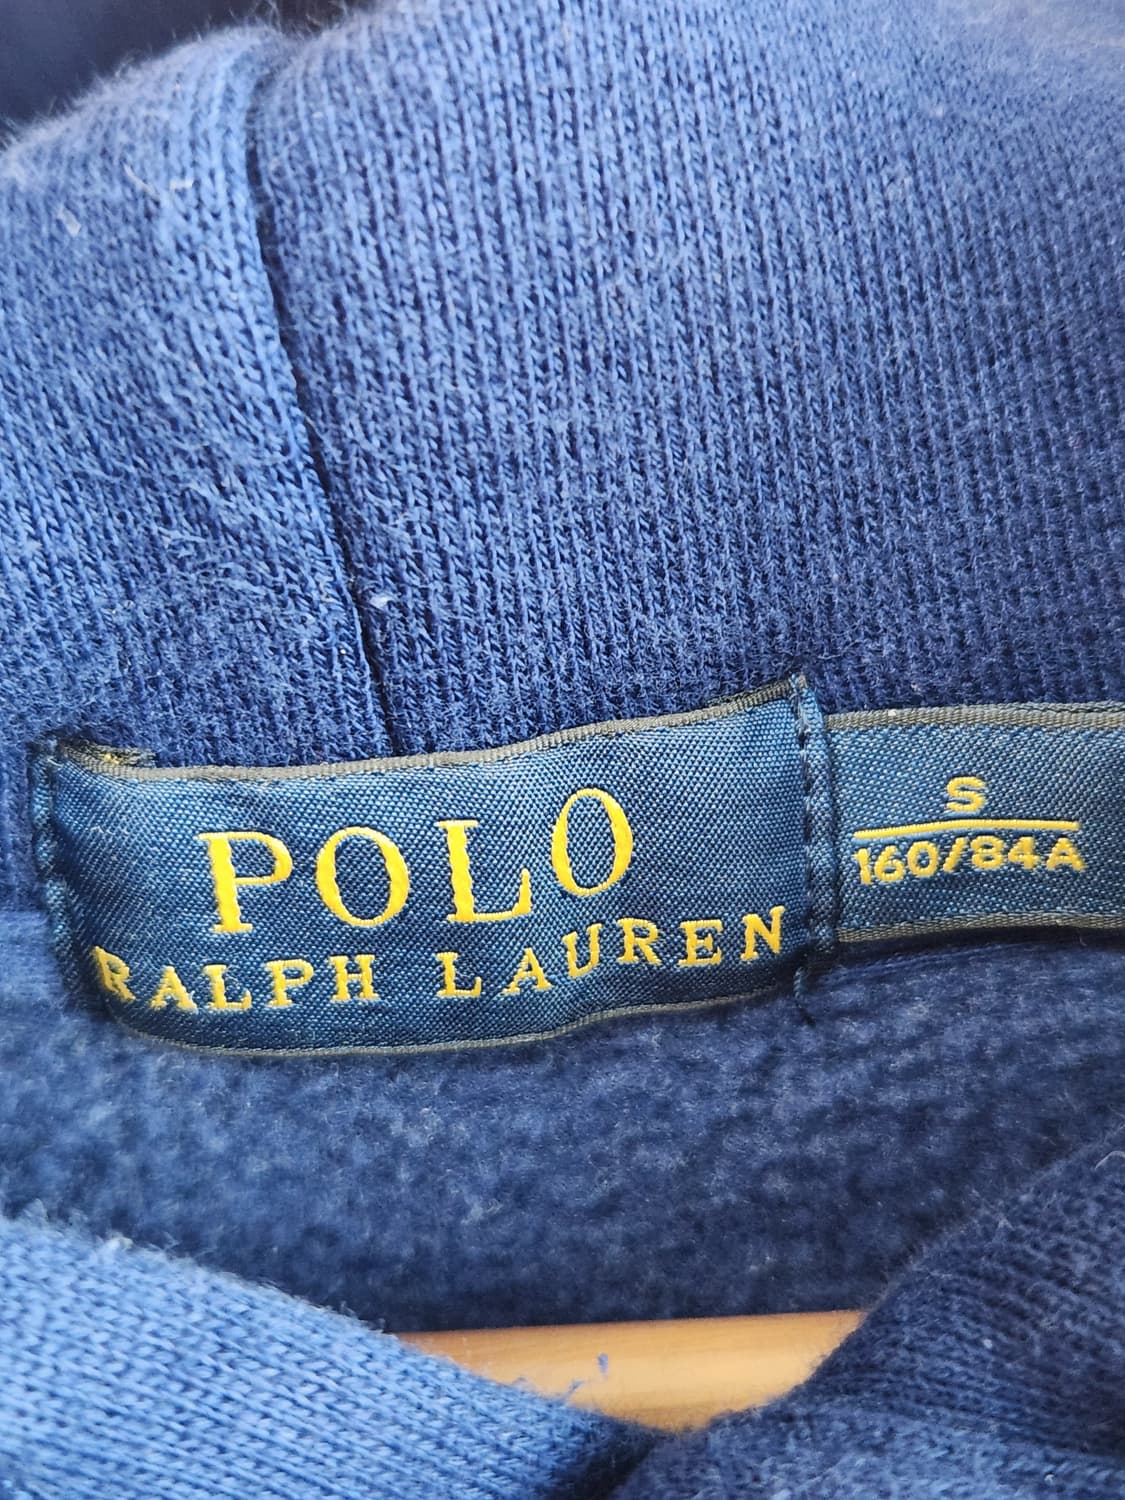 POLO
RALPH LAUREN
S
160/84A